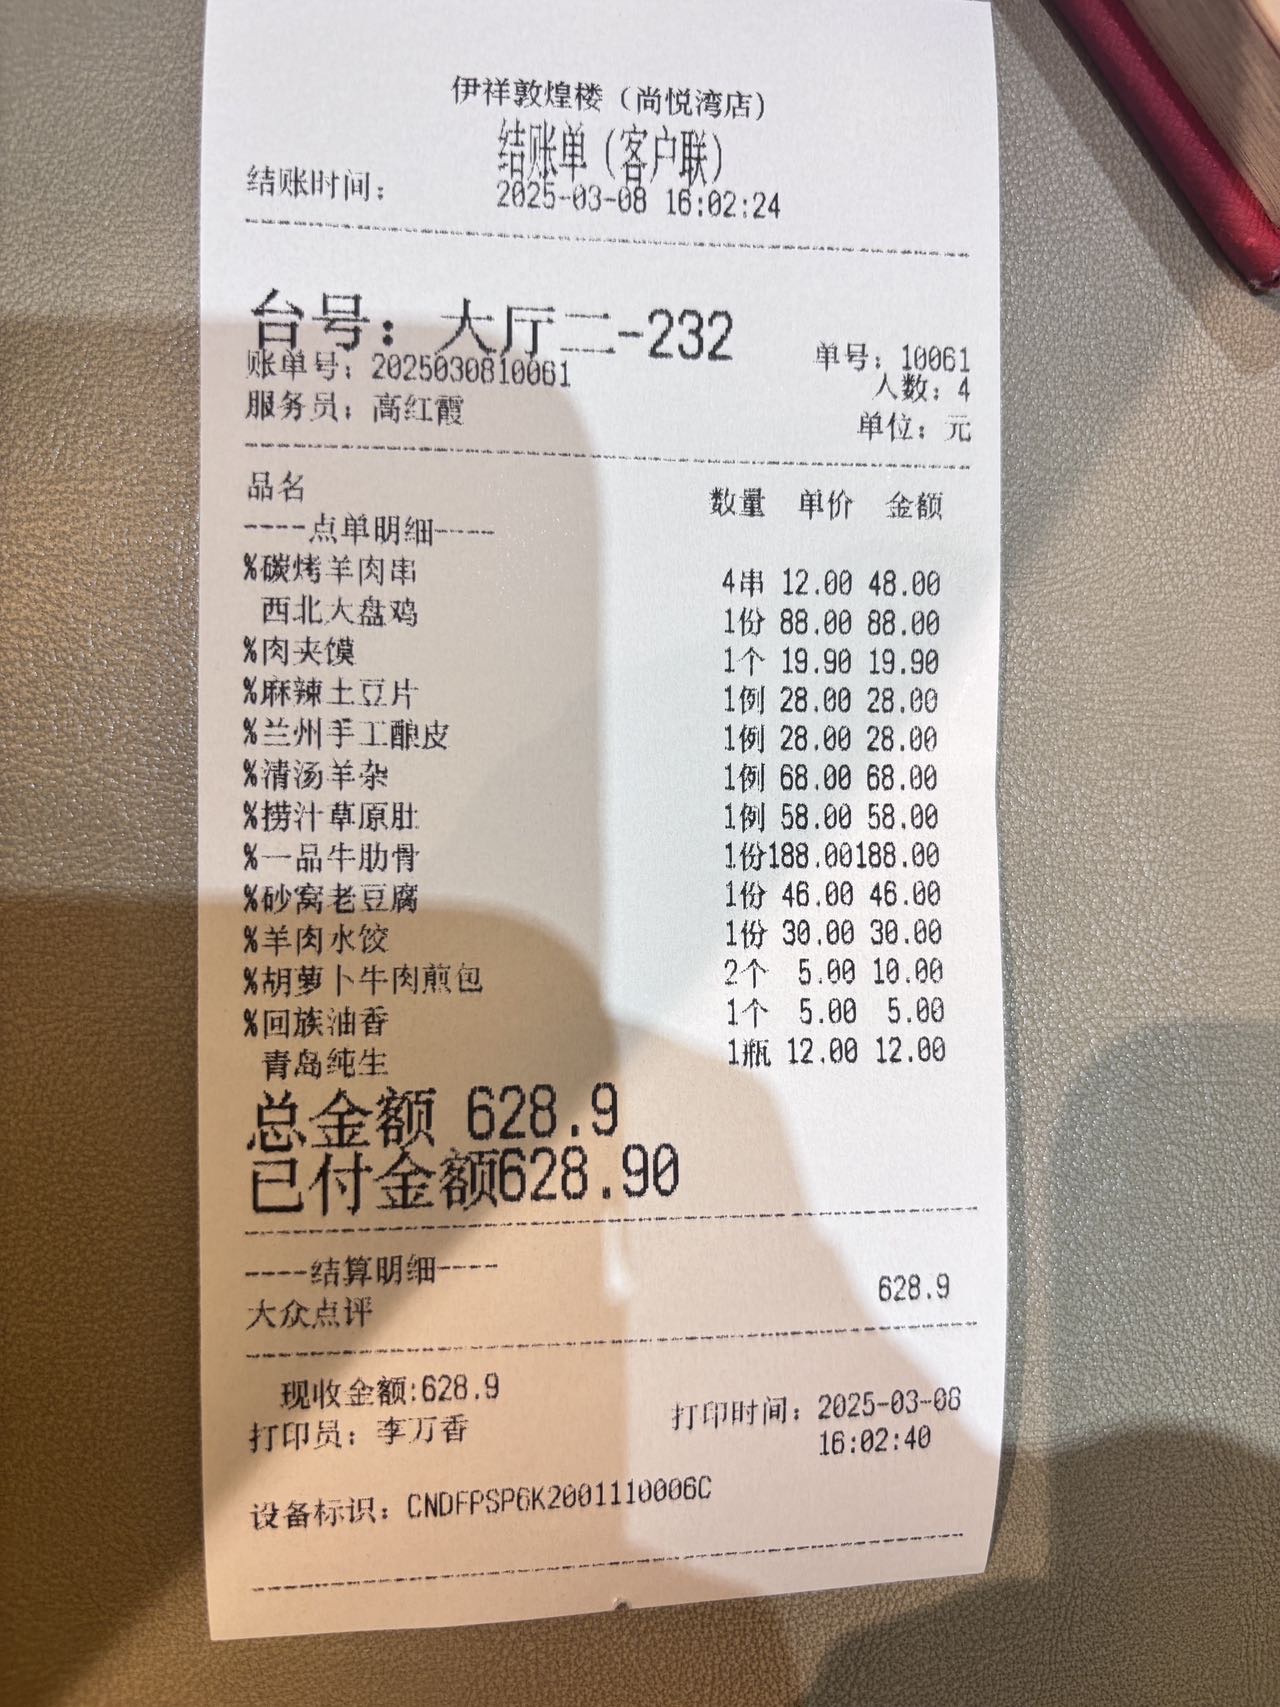 伊祥敦煌楼（尚悦湾店）
结账单（客户联）
结账时间： 2025-03-08 16:02:24
台号：大厅二-232
账单号：2025030810061 单号：10061
人数：4
服务员：高红霞 单位：元
品名 数量 单价 金额
----点单明细----
%碳烤羊肉串 4串 12.00 48.00
西北大盘鸡 1份 88.00 88.00
%肉夹馍 1个 19.90 19.90
%麻辣土豆片 1例 28.00 28.00
%兰州手工酿皮 1例 28.00 28.00
%清汤羊杂 1例 68.00 68.00
%捞汁草原肚 1例 58.00 58.00
%一品牛肋骨 1份188.00188.00
%砂窝老豆腐 1份 46.00 46.00
%羊肉水饺 1份 30.00 30.00
%胡萝卜牛肉煎包 2个 5.00 10.00
%回族油香 1个 5.00 5.00
青岛纯生 1瓶 12.00 12.00
总金额 628.9
已付金额628.90
----结算明细----
大众点评 628.9
现收金额:628.9
打印员：李万香 打印时间：2025-03-08
16:02:40
设备标识：CNDFPSP6K2001110006C